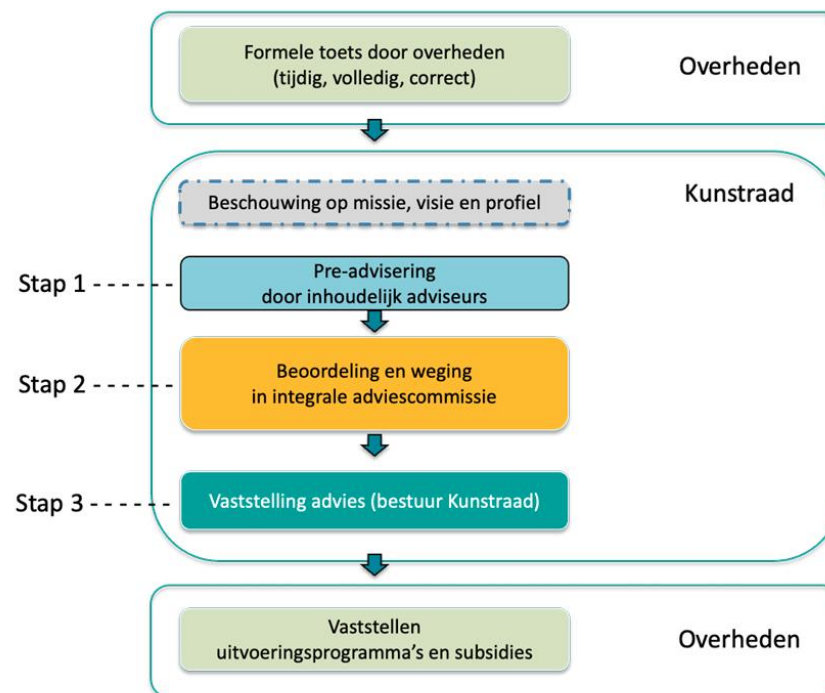 Formele toets door overheden
(tijdig, volledig, correct)
Overheden
Beschouwing op missie, visie en profiel
Kunstraad
Stap 1
Pre-advisering
door inhoudelijk adviseurs
Stap 2
Beoordeling en weging
in integrale adviescommissie
Stap 3
Vaststelling advies (bestuur Kunstraad)
Vaststellen
uitvoeringsprogramma’s en subsidies
Overheden